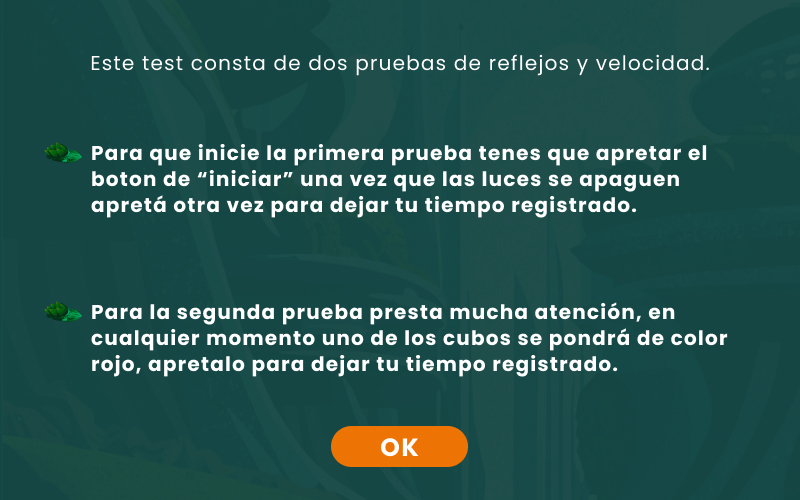 Este test consta de dos pruebas de reflejos y velocidad.
Para que inicie la primera prueba tenes que apretar el
boton de “iniciar” una vez que las luces se apaguen
apretá otra vez para dejar tu tiempo registrado.
Para la segunda prueba presta mucha atención, en
cualquier momento uno de los cubos se pondrá de color
rojo, apretalo para dejar tu tiempo registrado.
OK